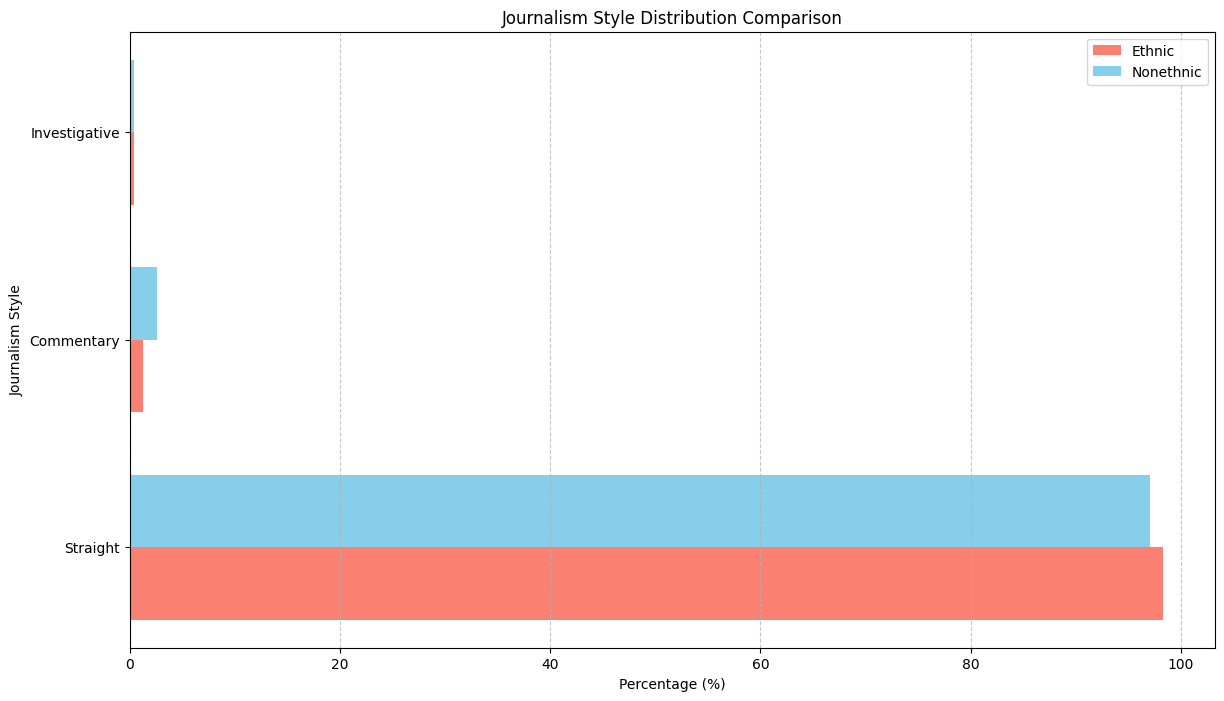 Journalism Style Distribution Comparison
Ethnic
Nonethnic
Investigative
Commentary
Straight
Journalism Style
0 20 40 60 80 100
Percentage (%)